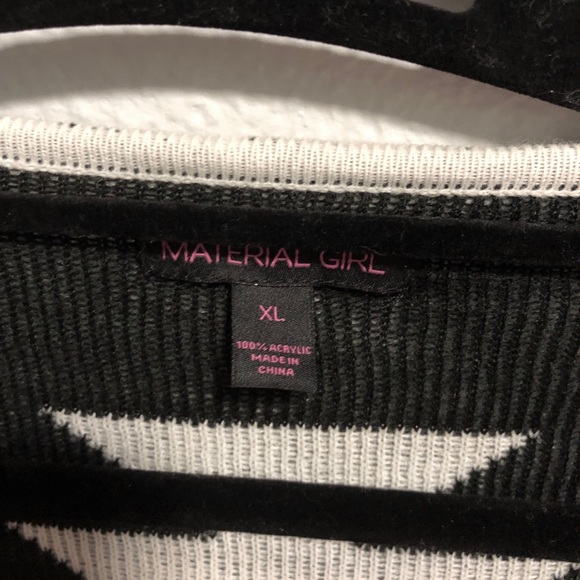 MATERIAL GIRL
XL
100% ACRYLIC
MADE IN
CHINA